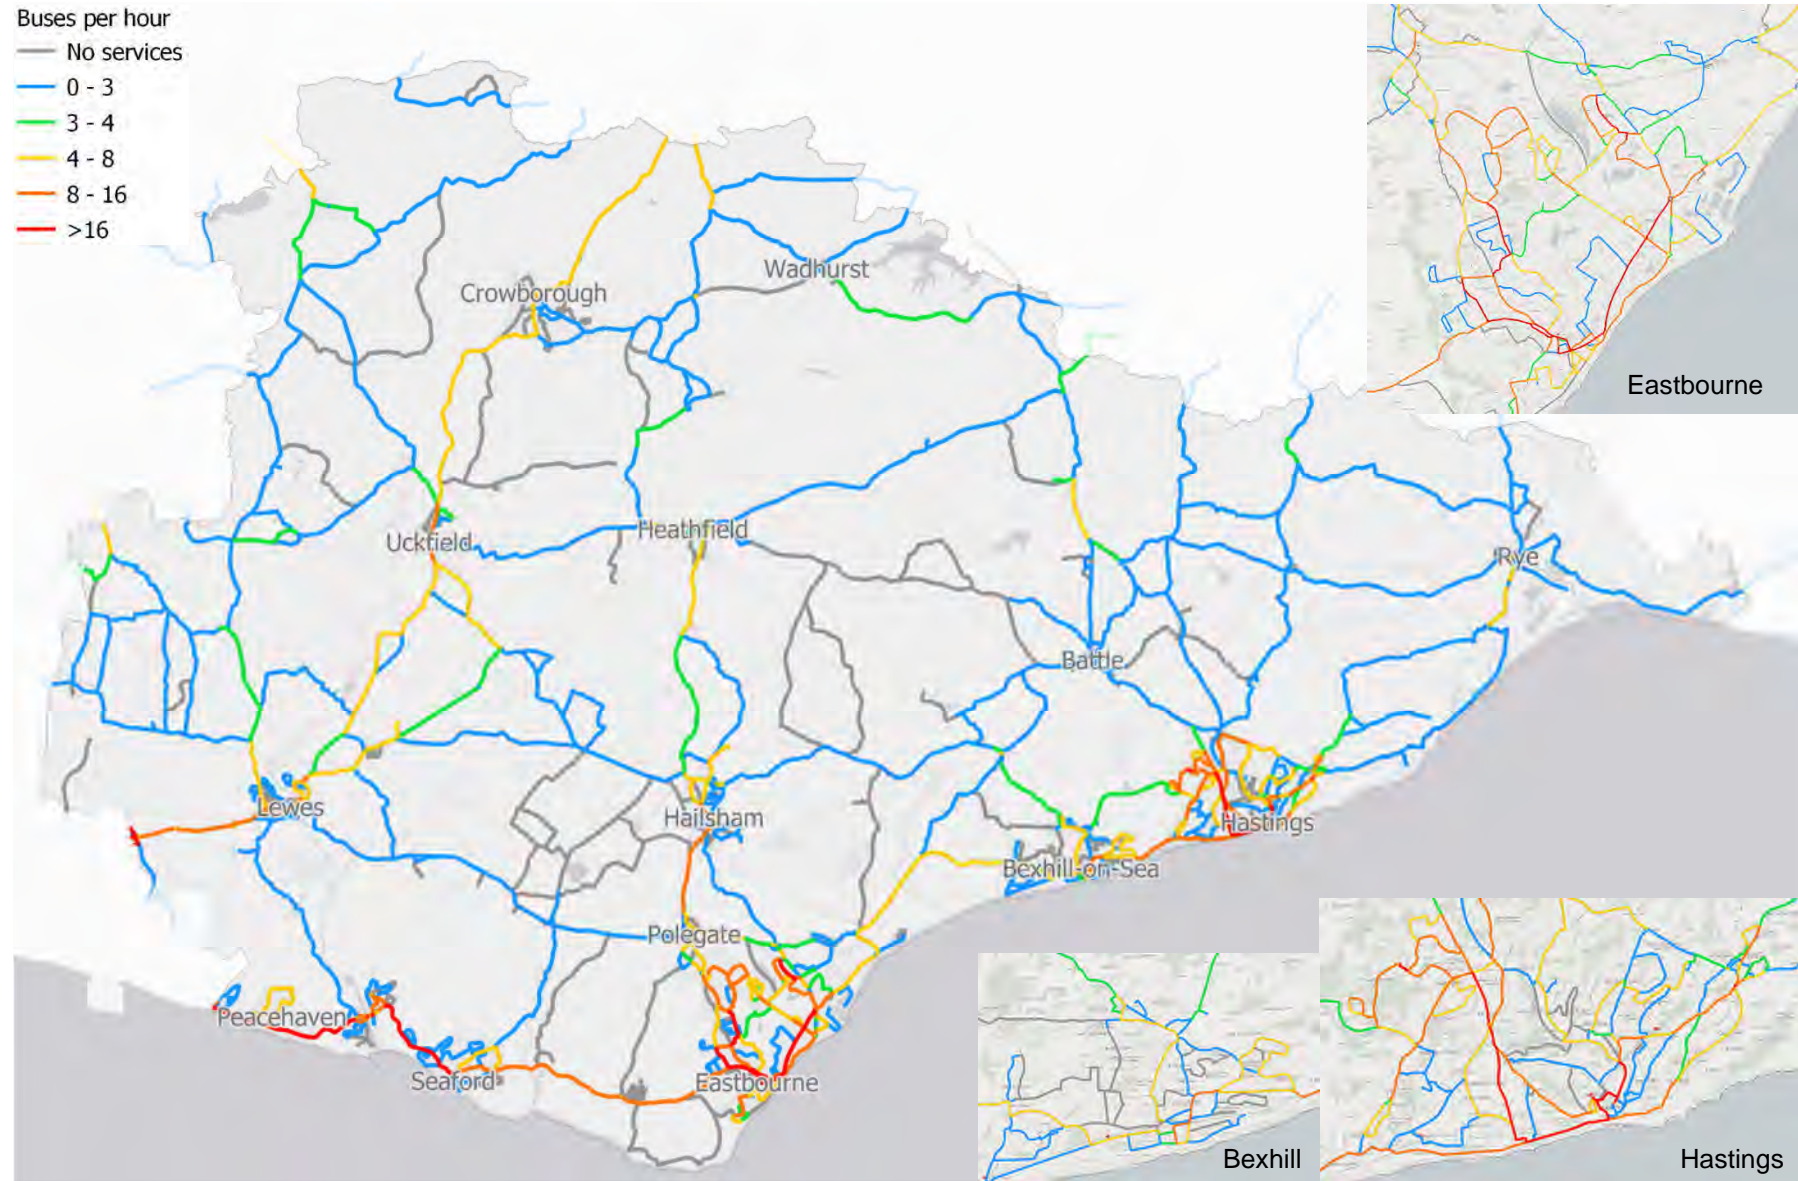 Buses per hour
No services
0 - 3
3 - 4
4 - 8
8 - 16
>16
Eastbourne
Wadhurst
Crowborough
Heathfield
Uckfield
Rye
Battle
Lewes
Hailsham
Hastings
Bexhill-on-Sea
Polegate
Peacehaven
Seaford
Eastbourne
Bexhill
Hastings